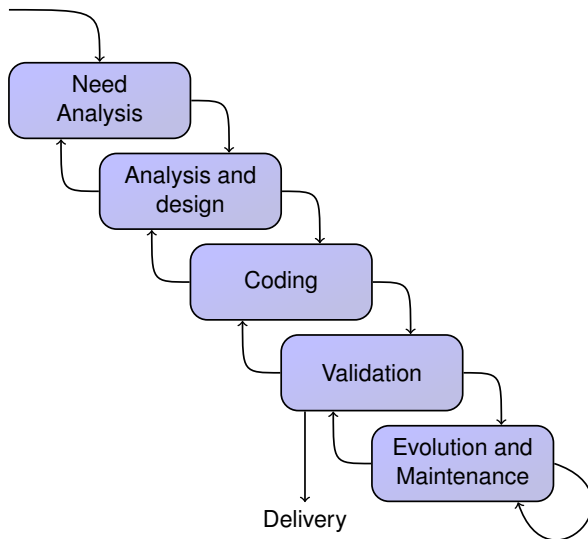 Need
Analysis
Analysis and
design
Coding
Validation
Evolution and
Maintenance
Delivery